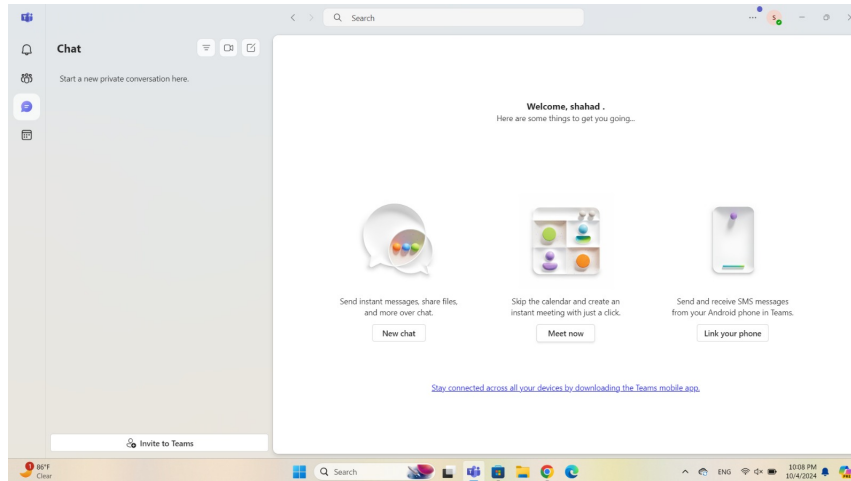 Search
S
Chat
Start a new private conversation here.
Welcome, shahad .
Here are some things to get you going...
Send instant messages, share files,
and more over chat.
New chat
Skip the calendar and create an
instant meeting with just a click.
Meet now
Send and receive SMS messages
from your Android phone in Teams.
Link your phone
Stay connected across all your devices by downloading the Teams mobile app.
Invite to Teams
1
86°F
Clear
Search
ENG
10:08 PM
10/4/2024
PRE